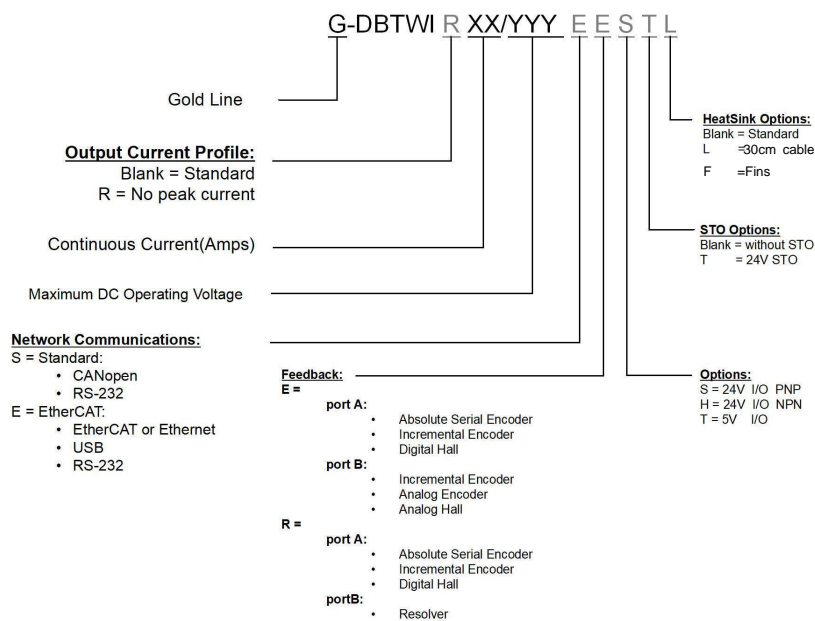 G-DBTWI R XX/YYY E E S T L
Gold Line
Output Current Profile:
Blank = Standard
R = No peak current
Continuous Current(Amps)
Maximum DC Operating Voltage
Network Communications:
S = Standard:
• CANopen
• RS-232
E = EtherCAT:
• EtherCAT or Ethernet
• USB
• RS-232
Feedback:
E =
port A:
• Absolute Serial Encoder
• Incremental Encoder
• Digital Hall
port B:
• Incremental Encoder
• Analog Encoder
• Analog Hall
R =
port A:
• Absolute Serial Encoder
• Incremental Encoder
• Digital Hall
portB:
• Resolver
HeatSink Options:
Blank = Standard
L =30cm cable
F =Fins
STO Options:
Blank = without STO
T = 24V STO
Options:
S = 24V I/O PNP
H = 24V I/O NPN
T = 5V I/O